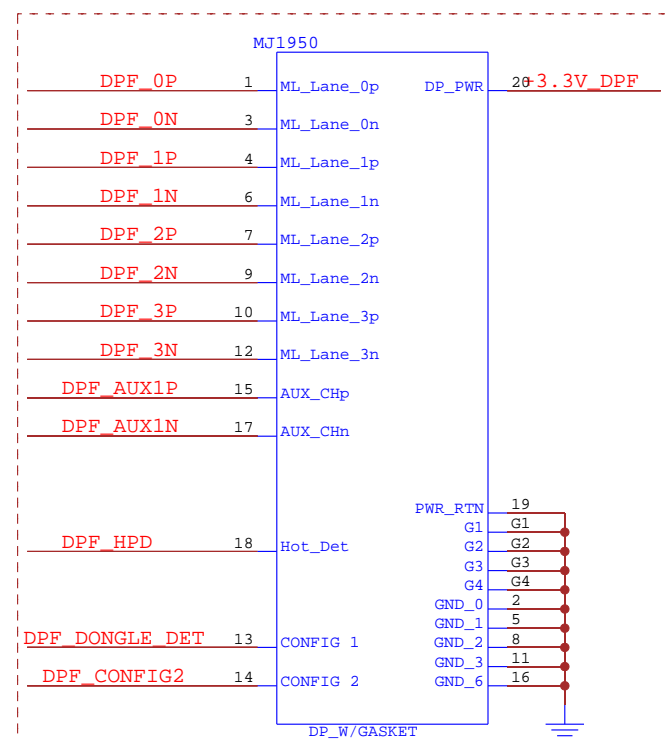 MJ1950
DPF_0P 1 ML_Lane_0p DP_PWR 20 +3.3V_DPF
DPF_0N 3 ML_Lane_0n
DPF_1P 4 ML_Lane_1p
DPF_1N 6 ML_Lane_1n
DPF_2P 7 ML_Lane_2p
DPF_2N 9 ML_Lane_2n
DPF_3P 10 ML_Lane_3p
DPF_3N 12 ML_Lane_3n
DPF_AUX1P 15 AUX_CHp
DPF_AUX1N 17 AUX_CHn
PWR_RTN 19
G1 G1
DPF_HPD 18 Hot_Det G2 G2
G3 G3
G4 G4
GND_0 2
GND_1 5
DPF_DONGLE_DET 13 CONFIG 1 GND_2 8
GND_3 11
DPF_CONFIG2 14 CONFIG 2 GND_6 16
DP_W/GASKET